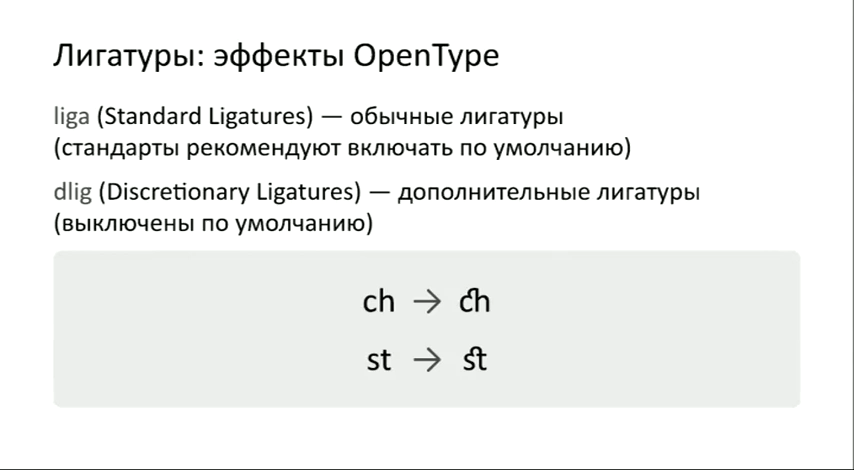 Лигатуры: эффекты OpenType
liga (Standard Ligatures) — обычные лигатуры
(стандарты рекомендуют включать по умолчанию)
dlig (Discretionary Ligatures) — дополнительные лигатуры
(выключены по умолчанию)
ch → ch
st → st